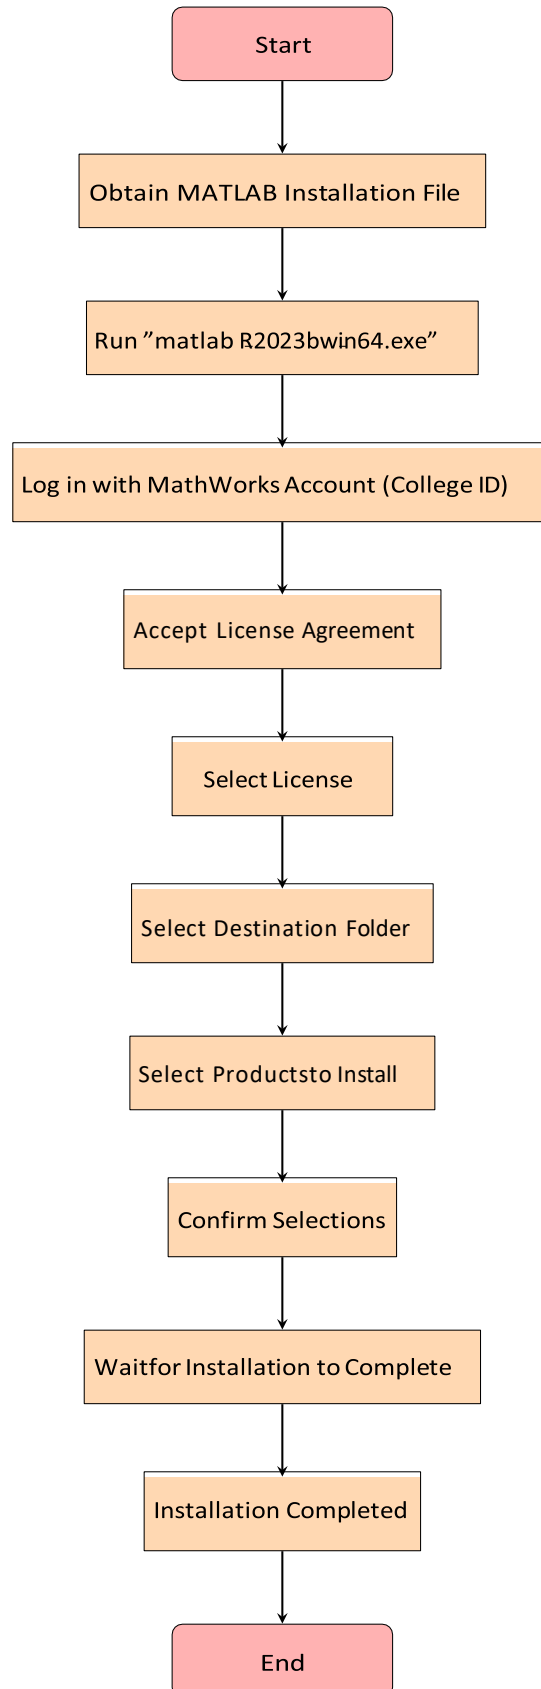 Start
Obtain MATLAB Installation File
Run ”matlab R2023bwin64.exe”
Log in with MathWorks Account (College ID)
Accept License Agreement
Select License
Select Destination Folder
Select Productsto Install
Confirm Selections
Waitfor Installation to Complete
Installation Completed
End